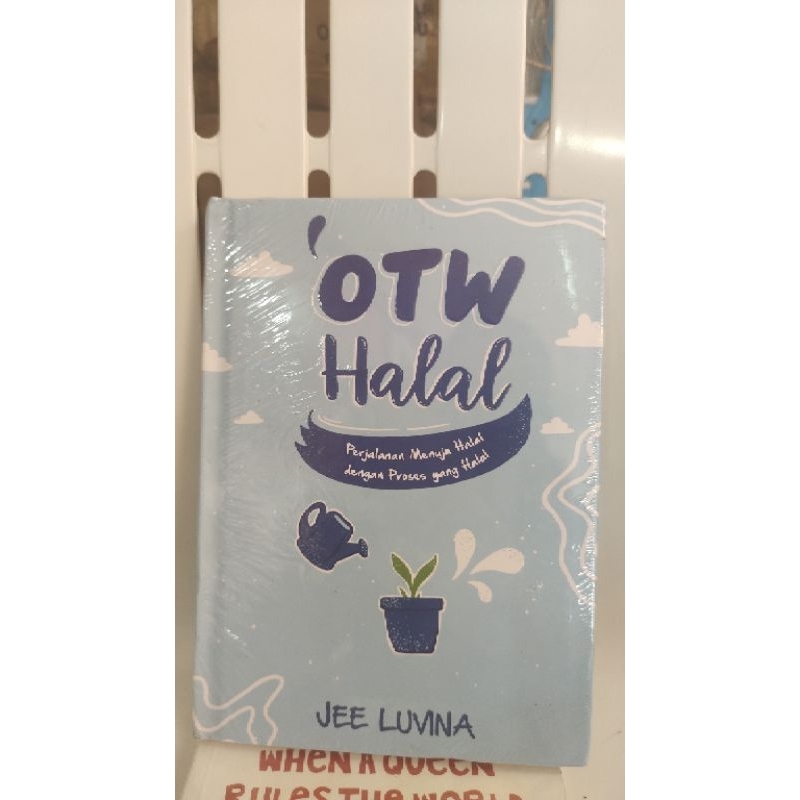 'OTW
Halal
Perjalanan Menuju Halal
dengan Proses yang Halal
JEE LUVINA
WHEN A QUEEN
RULES THE WORLD